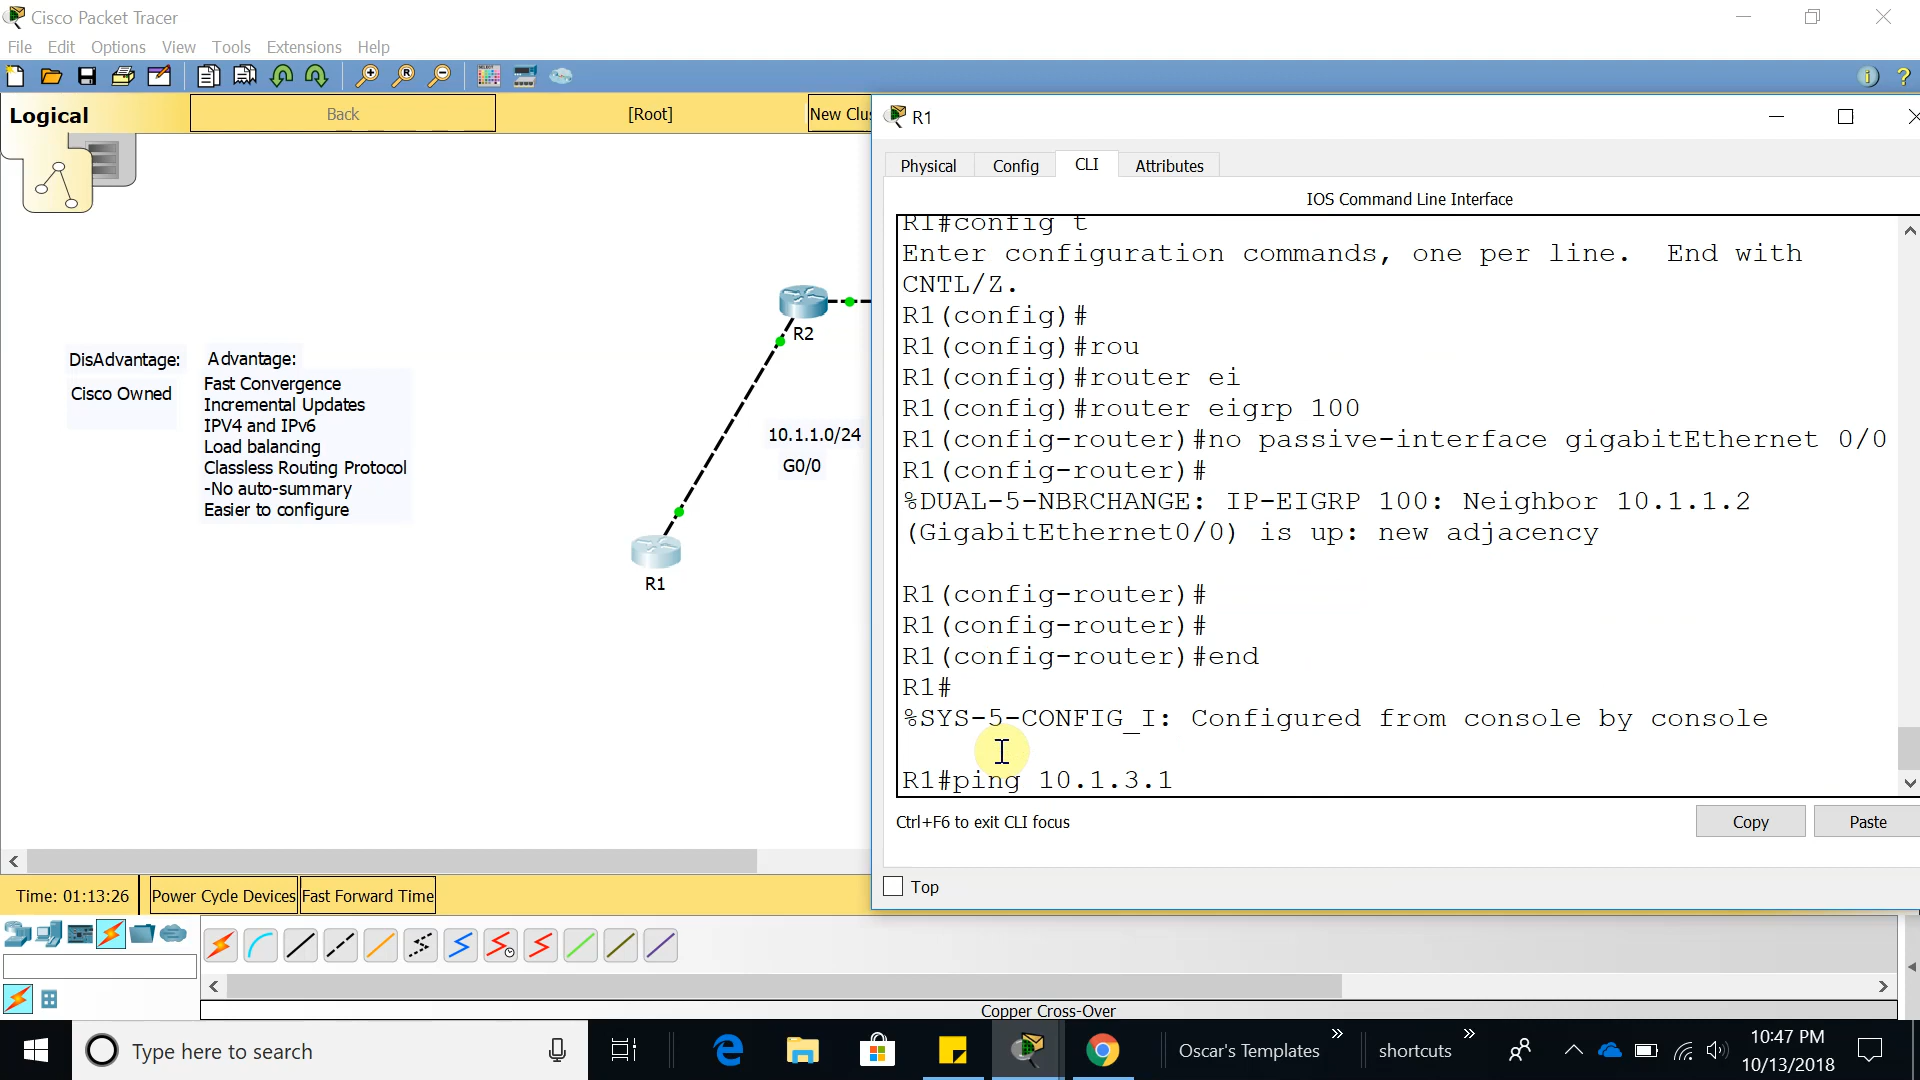 Cisco Packet Tracer
File Edit Options View Tools Extensions Help
Logical
Back
[Root]
New Clu
DisAdvantage:
Cisco Owned
Advantage:
Fast Convergence
Incremental Updates
IPV4 and IPv6
Load balancing
Classless Routing Protocol
-No auto-summary
Easier to configure
R2
10.1.1.0/24
G0/0
R1
R1
Physical Config CLI Attributes
IOS Command Line Interface
R1#config t
Enter configuration commands, one per line.  End with
CNTL/Z.
R1(config)#
R1(config)#rou
R1(config)#router ei
R1(config)#router eigrp 100
R1(config-router)#no passive-interface gigabitEthernet 0/0
R1(config-router)#
%DUAL-5-NBRCHANGE: IP-EIGRP 100: Neighbor 10.1.1.2
(GigabitEthernet0/0) is up: new adjacency
R1(config-router)#
R1(config-router)#
R1(config-router)#end
R1#
%SYS-5-CONFIG_I: Configured from console by console
R1#ping 10.1.3.1
Ctrl+F6 to exit CLI focus
Copy
Paste
Top
Time: 01:13:26
Power Cycle Devices
Fast Forward Time
Copper Cross-Over
Type here to search
Oscar's Templates
shortcuts
10:47 PM
10/13/2018